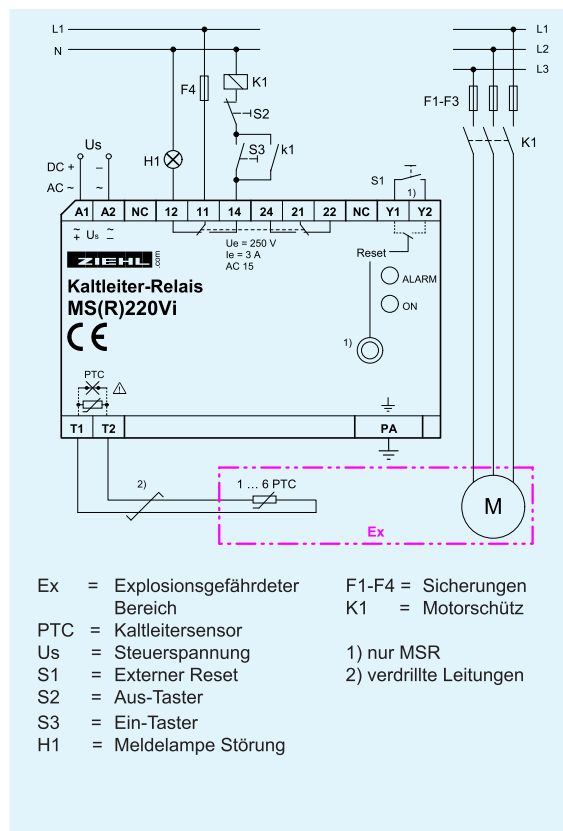 L1
N
L1
L2
L3
F4
K1
S2
S3
k1
H1
F1-F3
K1
Us
DC + –
AC ~ ~
S1
1)
A1 A2 NC 12 11 14 24 21 22 NC Y1 Y2
~ Us ~
+ –
Ue = 250 V
Ie = 3 A
AC 15
ZIEHL.com
Reset
ALARM
ON
Kaltleiter-Relais
MS(R)220Vi
CE
1)
PTC
T1 T2 PA
2)
1 ... 6 PTC
M
Ex
Ex = Explosionsgefährdeter
Bereich
PTC = Kaltleitersensor
Us = Steuerspannung
S1 = Externer Reset
S2 = Aus-Taster
S3 = Ein-Taster
H1 = Meldelampe Störung
F1-F4 = Sicherungen
K1 = Motorschütz
1) nur MSR
2) verdrillte Leitungen